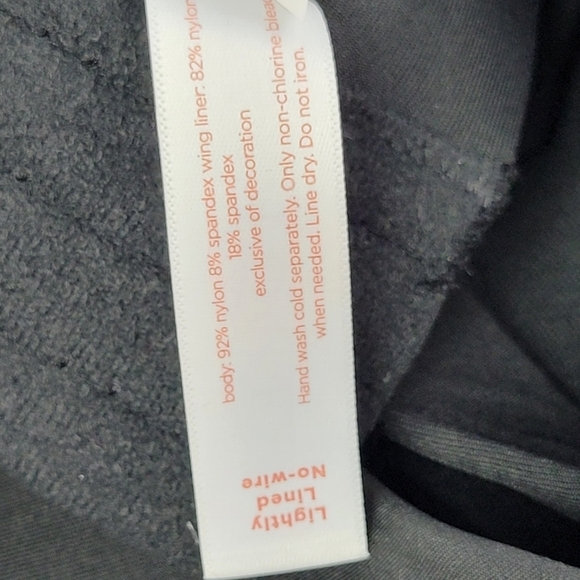 body: 92% nylon 8% spandex wing liner: 82% nylon
18% spandex
exclusive of decoration
Hand wash cold separately. Only non-chlorine bleac
when needed. Line dry. Do not iron.
Lightly
Lined
No-wire